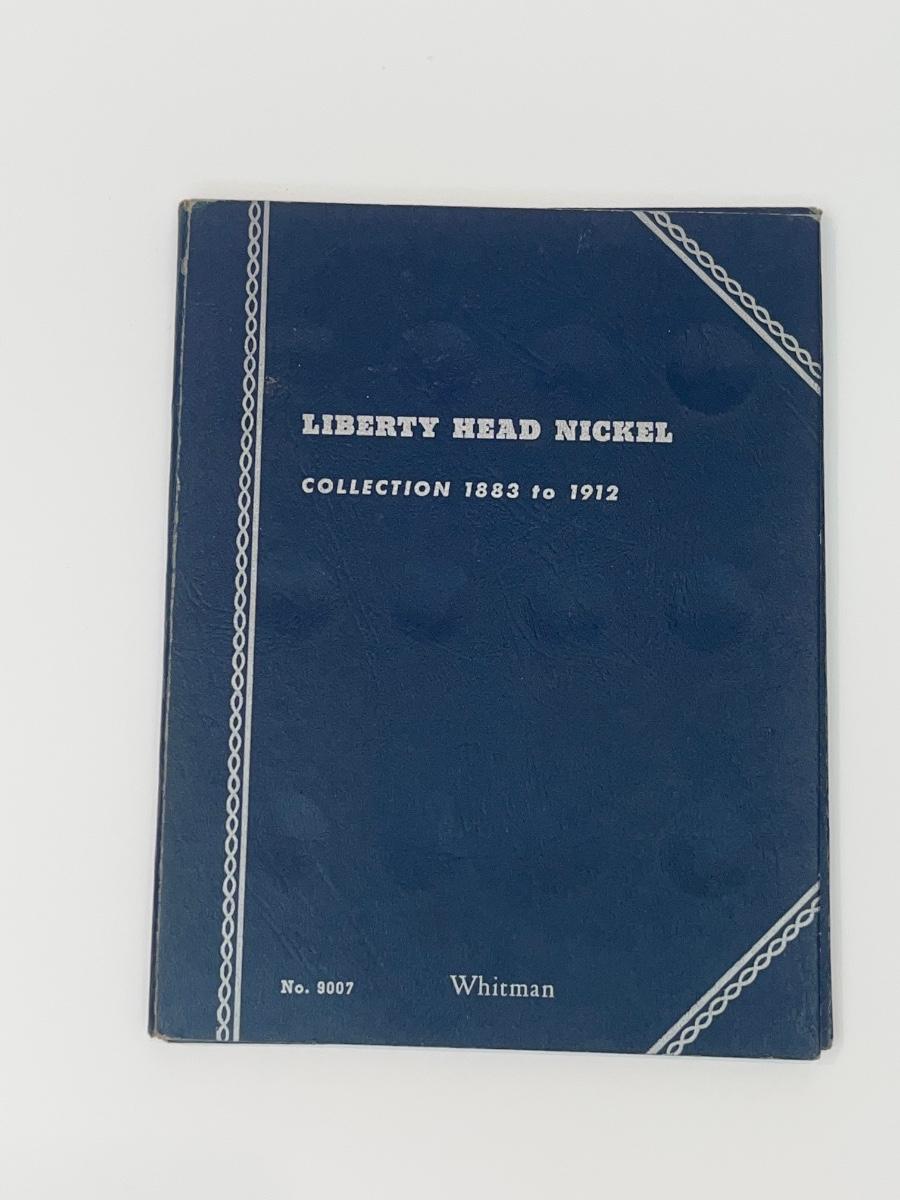 LIBERTY HEAD NICKEL
COLLECTION 1883 to 1912
No. 9007 Whitman